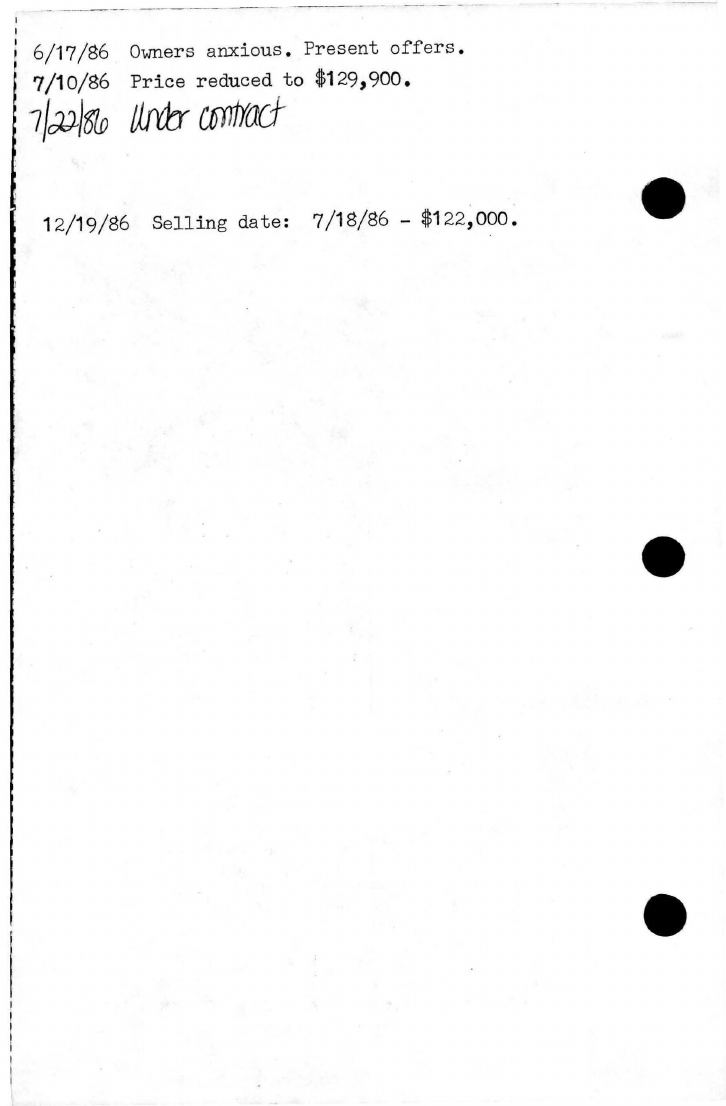 6/17/86 Owners anxious. Present offers.
7/10/86 Price reduced to $129,900.
7/22/86 Under contract
12/19/86 Selling date: 7/18/86 - $122,000.